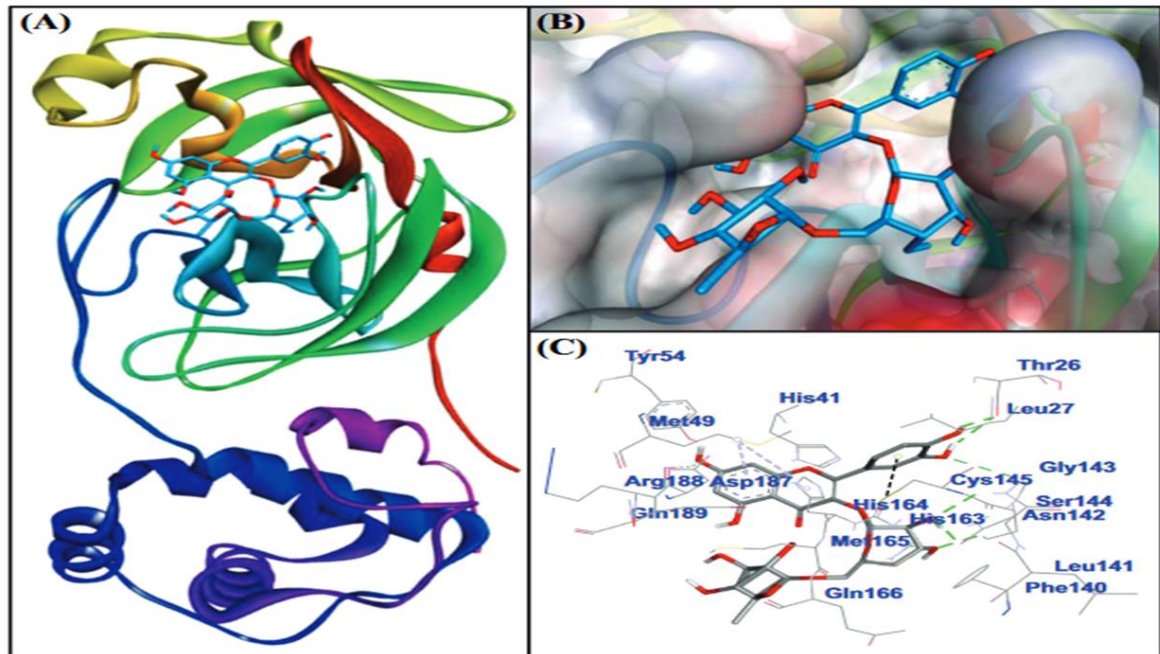 (A)
(B)
(C)
Tyr54
Thr26
His41
Leu27
Met49
Gly143
Arg188 Asp187
Cys145
His164
Ser144
Gln189
His163
Asn142
Met165
Leu141
Gln166
Phe140